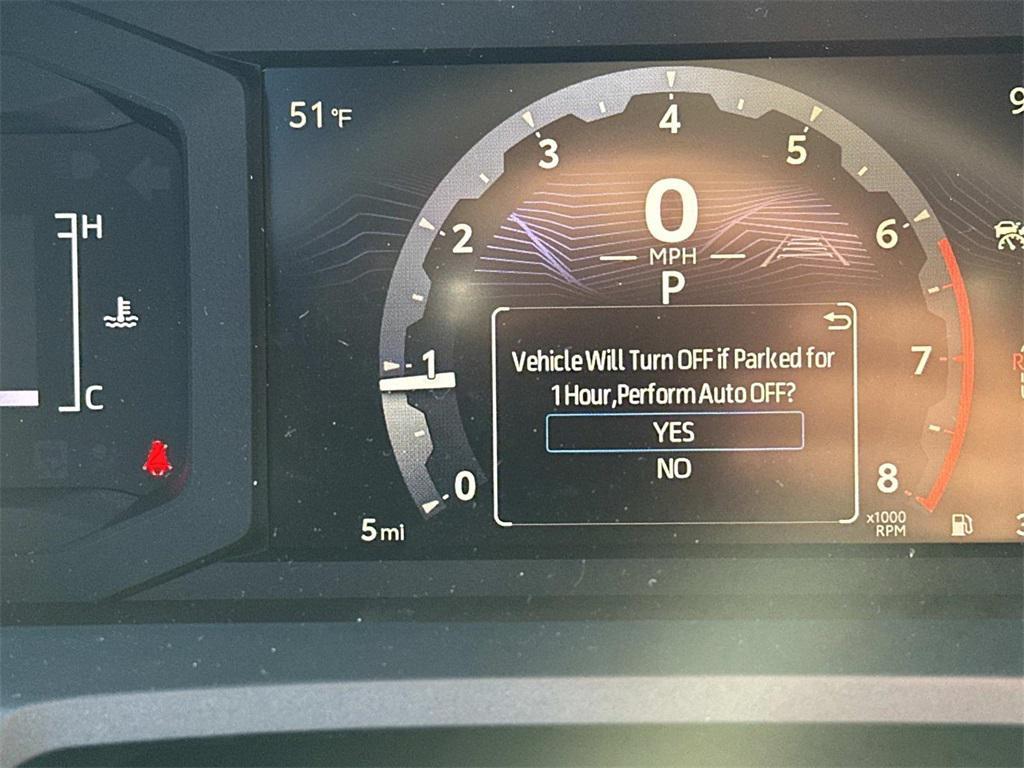 51°F
9
H
C
0
1
2
3
4
5
6
7
8
0
MPH
P
Vehicle Will Turn OFF if Parked for
1 Hour,Perform Auto OFF?
YES
NO
5 mi
x1000
RPM
R